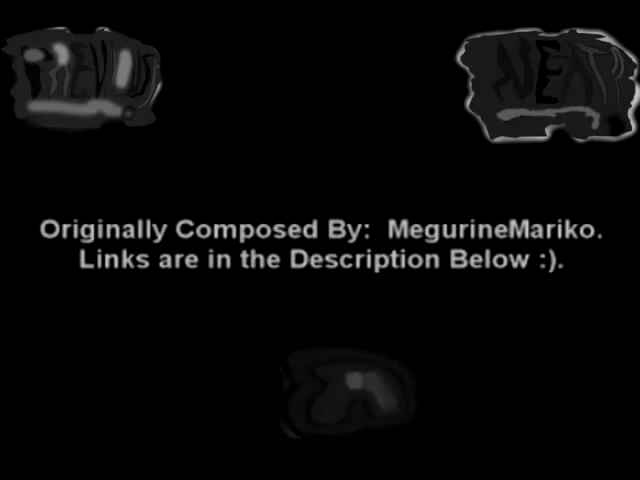 Originally Composed By:  MegurineMariko.
Links are in the Description Below :).